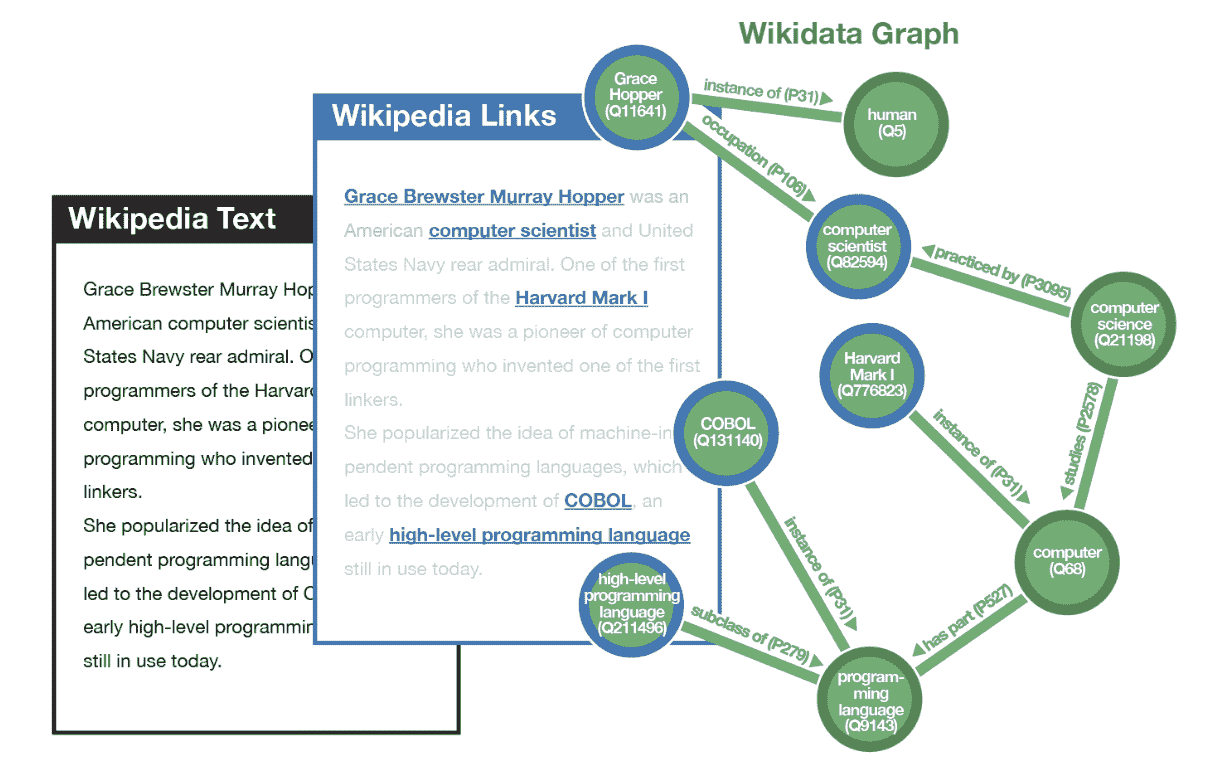 Wikidata Graph
Wikipedia Text
Grace Brewster Murray Hop
American computer scientis
States Navy rear admiral. O
programmers of the Harvard
computer, she was a pionee
programming who invented
linkers.
She popularized the idea of
pendent programming langu
led to the development of C
early high-level programmin
still in use today.
Wikipedia Links
Grace Brewster Murray Hopper was an
American computer scientist and United
States Navy rear admiral. One of the first
programmers of the Harvard Mark I
computer, she was a pioneer of computer
programming who invented one of the first
linkers.
She popularized the idea of machine-in
pendent programming languages, which
led to the development of COBOL, an
early high-level programming language
still in use today.
Grace
Hopper
(Q11641)
instance of (P31)
human
(Q5)
occupation (P106)
computer
scientist
(Q82594)
practiced by (P3095)
computer
science
(Q21198)
Harvard
Mark I
(Q776823)
instance of (P31)
studies (P2578)
COBOL
(Q131140)
instance of (P31)
computer
(Q68)
has part (P527)
high-level
programming
language
(Q211496)
subclass of (P279)
program-
ming
language
(Q9143)